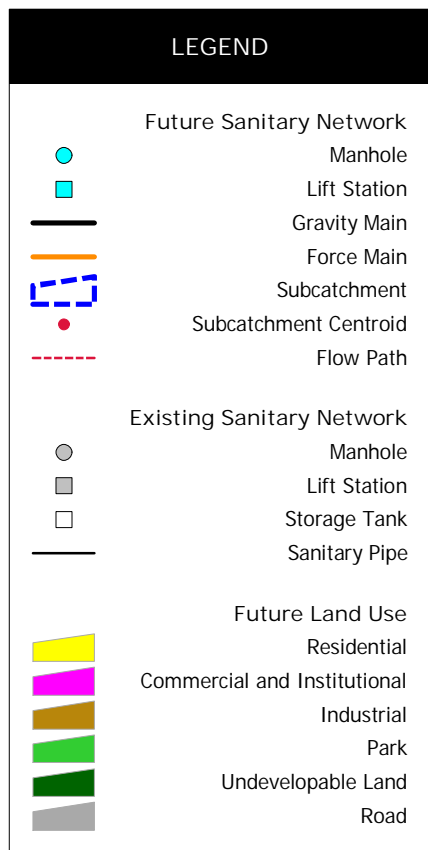 LEGEND
Future Sanitary Network
Manhole
Lift Station
Gravity Main
Force Main
Subcatchment
Subcatchment Centroid
Flow Path
Existing Sanitary Network
Manhole
Lift Station
Storage Tank
Sanitary Pipe
Future Land Use
Residential
Commercial and Institutional
Industrial
Park
Undevelopable Land
Road